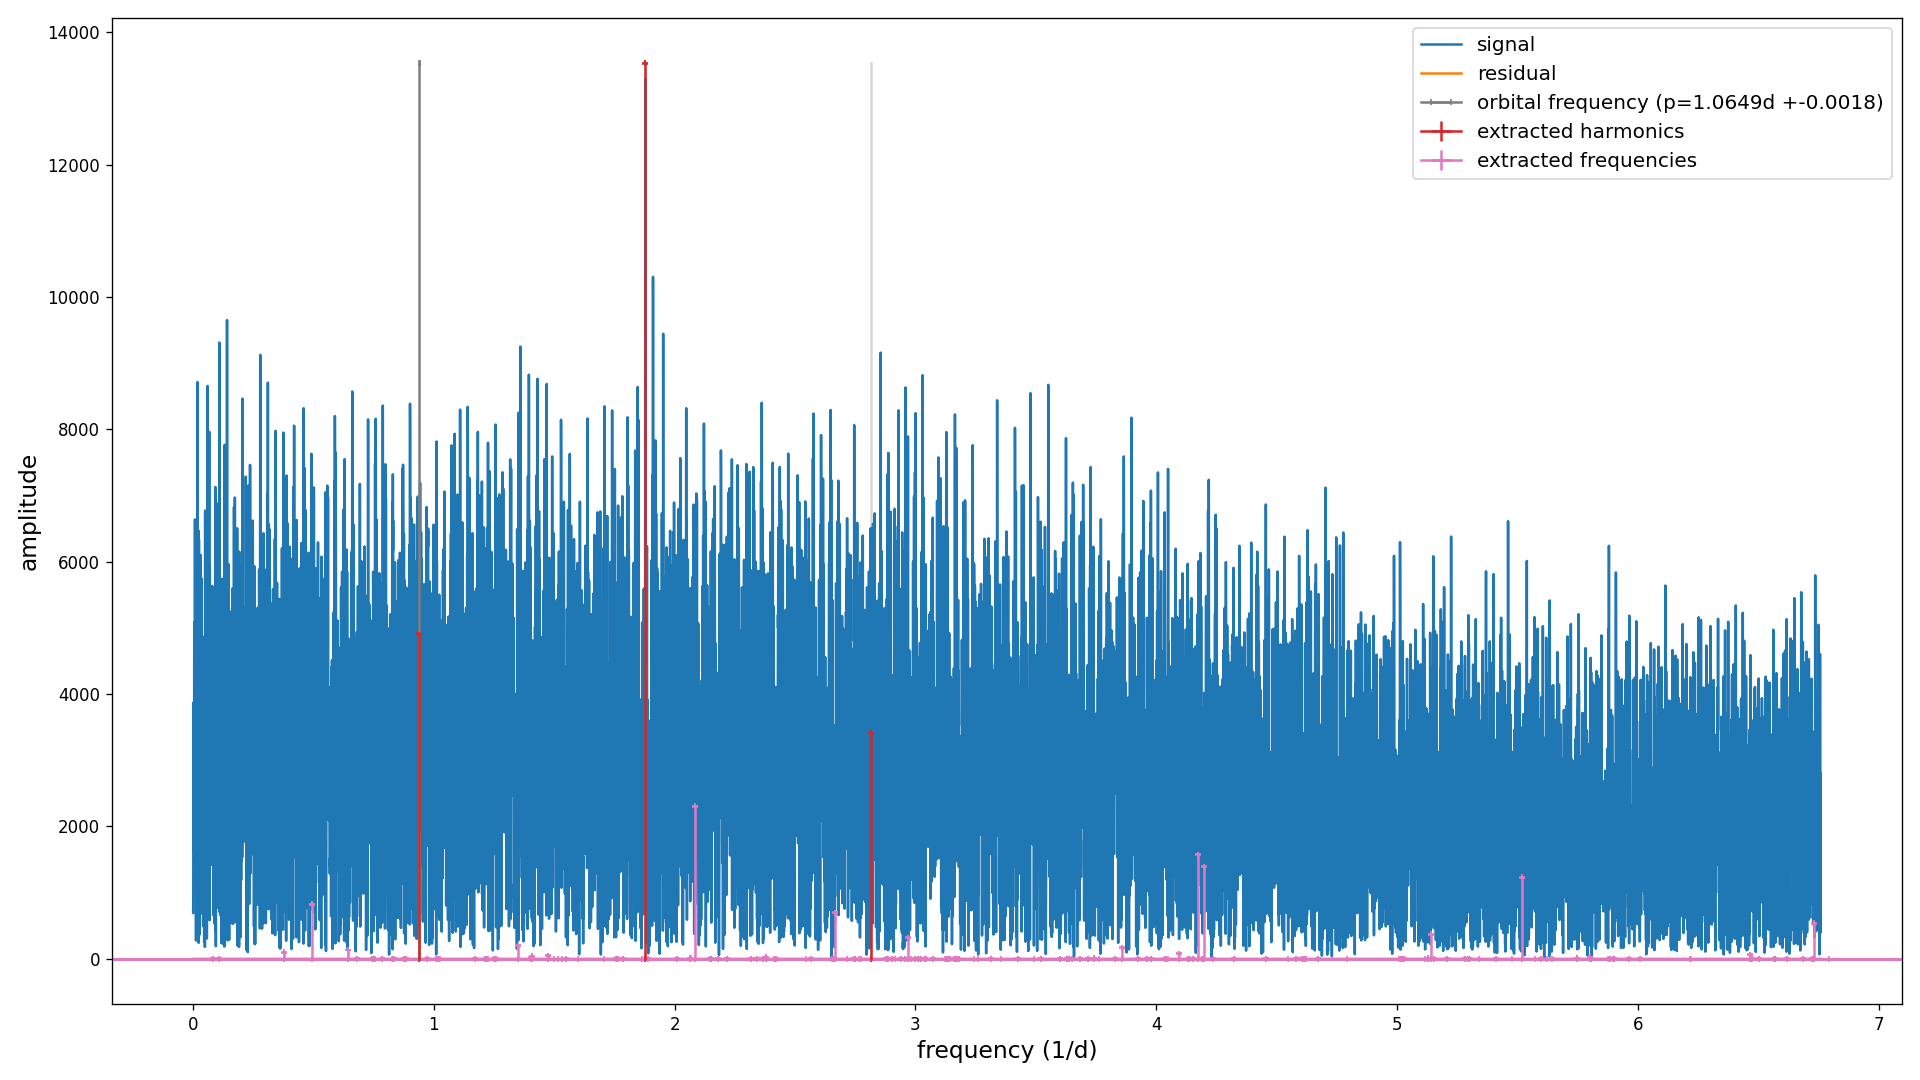 14000
12000
10000
8000
6000
4000
2000
0
amplitude
signal
residual
orbital frequency (p=1.0649d +-0.0018)
extracted harmonics
extracted frequencies
0 1 2 3 4 5 6 7
frequency (1/d)